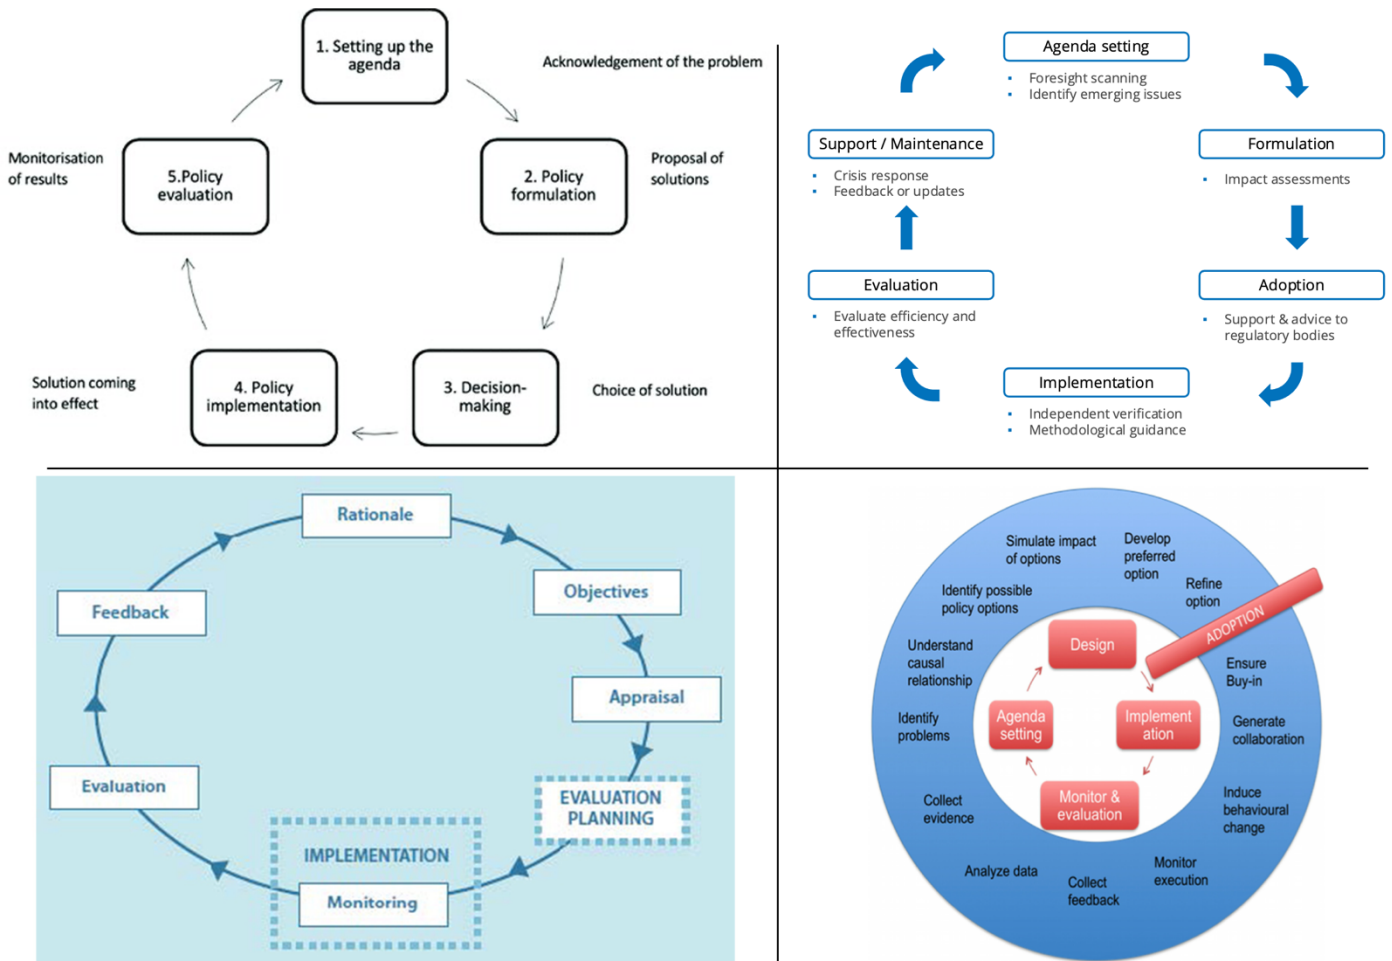 1. Setting up the
agenda
Acknowledgement of the problem
2. Policy
formulation
Proposal of
solutions
3. Decision-
making
Choice of solution
4. Policy
implementation
Solution coming
into effect
5.Policy
evaluation
Monitorisation
of results
Agenda setting
▪ Foresight scanning
▪ Identify emerging issues
Formulation
▪ Impact assessments
Adoption
▪ Support & advice to
regulatory bodies
Implementation
▪ Independent verification
▪ Methodological guidance
Evaluation
▪ Evaluate efficiency and
effectiveness
Support / Maintenance
▪ Crisis response
▪ Feedback or updates
Rationale
Objectives
Appraisal
EVALUATION
PLANNING
IMPLEMENTATION
Monitoring
Evaluation
Feedback
Simulate impact
of options
Develop
preferred
option
Refine
option
Identify possible
policy options
ADOPTION
Understand
causal
relationship
Design
Ensure
Buy-in
Identify
problems
Agenda
setting
Implement
ation
Generate
collaboration
Monitor &
evaluation
Collect
evidence
Induce
behavioural
change
Analyze data
Collect
feedback
Monitor
execution